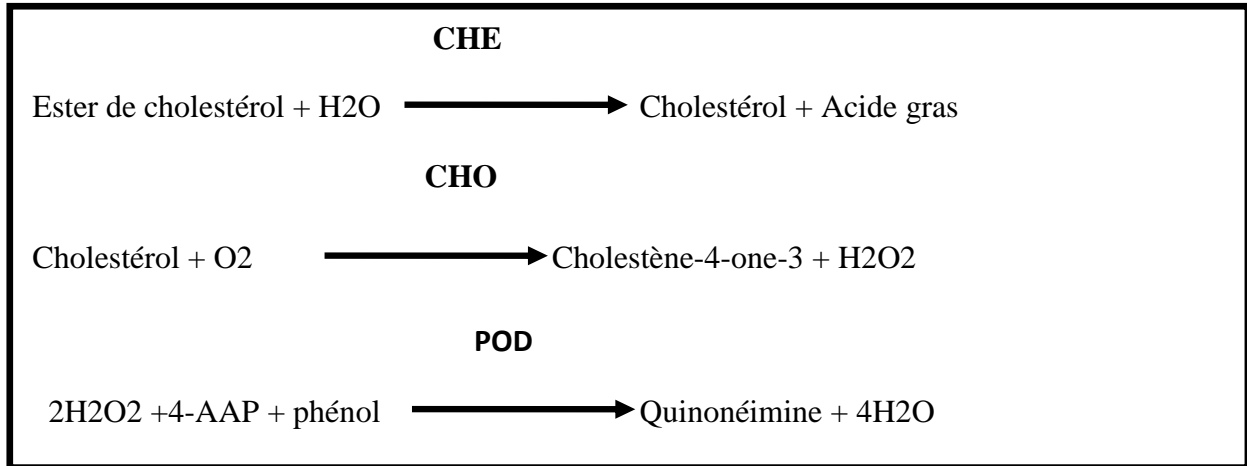 CHE
Ester de cholestérol + H2O Cholestérol + Acide gras
CHO
Cholestérol + O2 Cholestène-4-one-3 + H2O2
POD
2H2O2 +4-AAP + phénol Quinonéimine + 4H2O